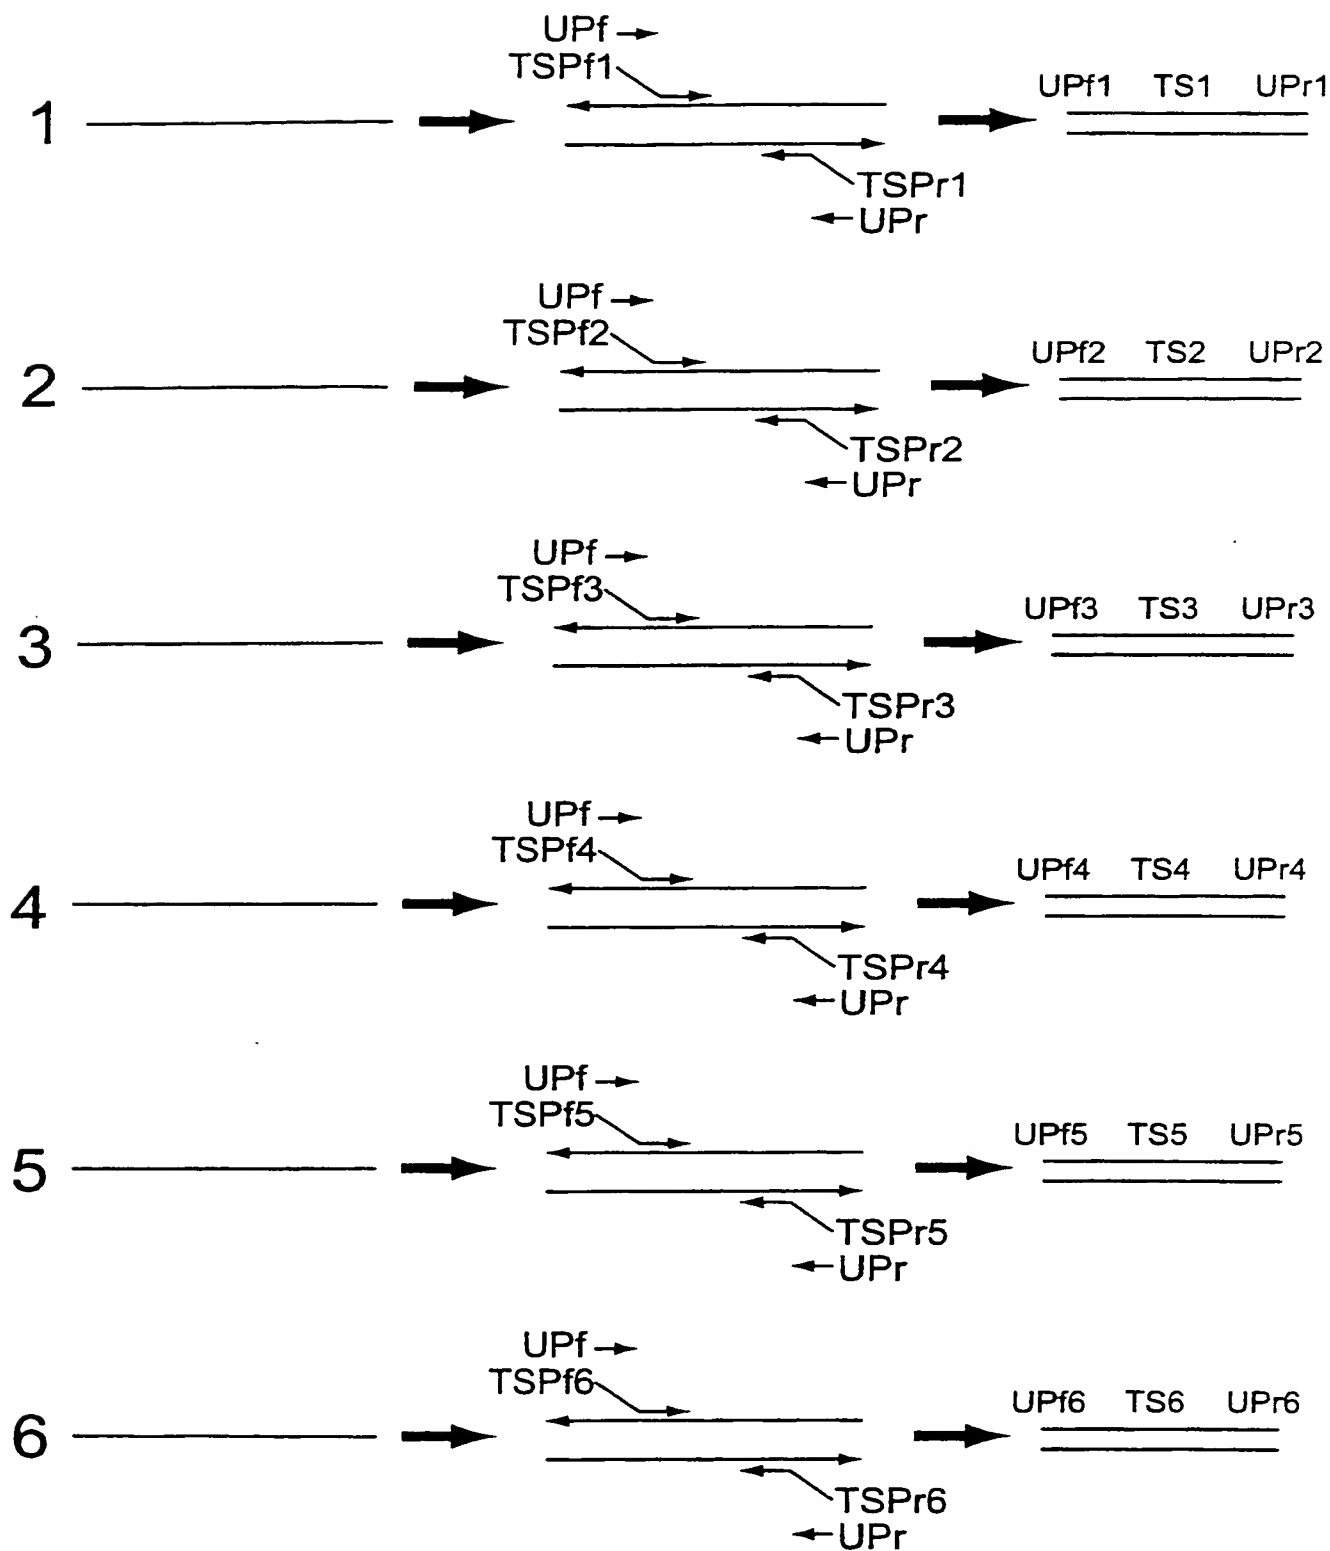 UPf
TSPf1
UPf1 TS1 UPr1
1
TSPr1
UPr
UPf
TSPf2
UPf2 TS2 UPr2
2
TSPr2
UPr
UPf
TSPf3
UPf3 TS3 UPr3
3
TSPr3
UPr
UPf
TSPf4
UPf4 TS4 UPr4
4
TSPr4
UPr
UPf
TSPf5
UPf5 TS5 UPr5
5
TSPr5
UPr
UPf
TSPf6
UPf6 TS6 UPr6
6
TSPr6
UPr